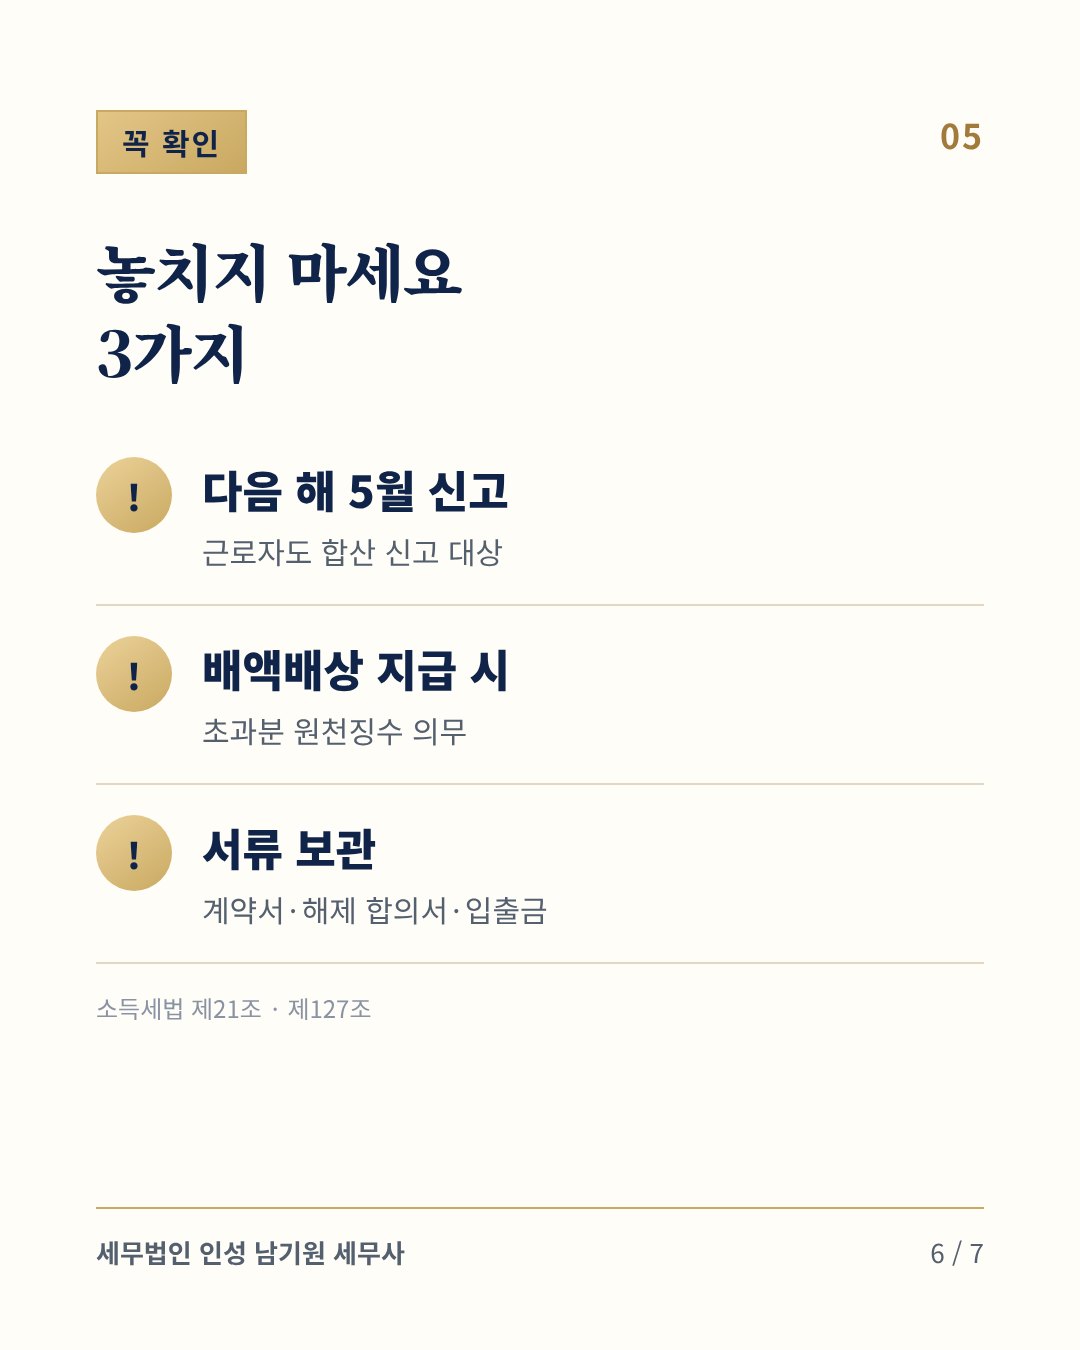 꼭 확인
05
놓치지 마세요
3가지
!
다음 해 5월 신고
근로자도 합산 신고 대상
!
배액배상 지급 시
초과분 원천징수 의무
!
서류 보관
계약서·해제 합의서·입출금
소득세법 제21조 · 제127조
세무법인 인성 남기원 세무사
6 / 7